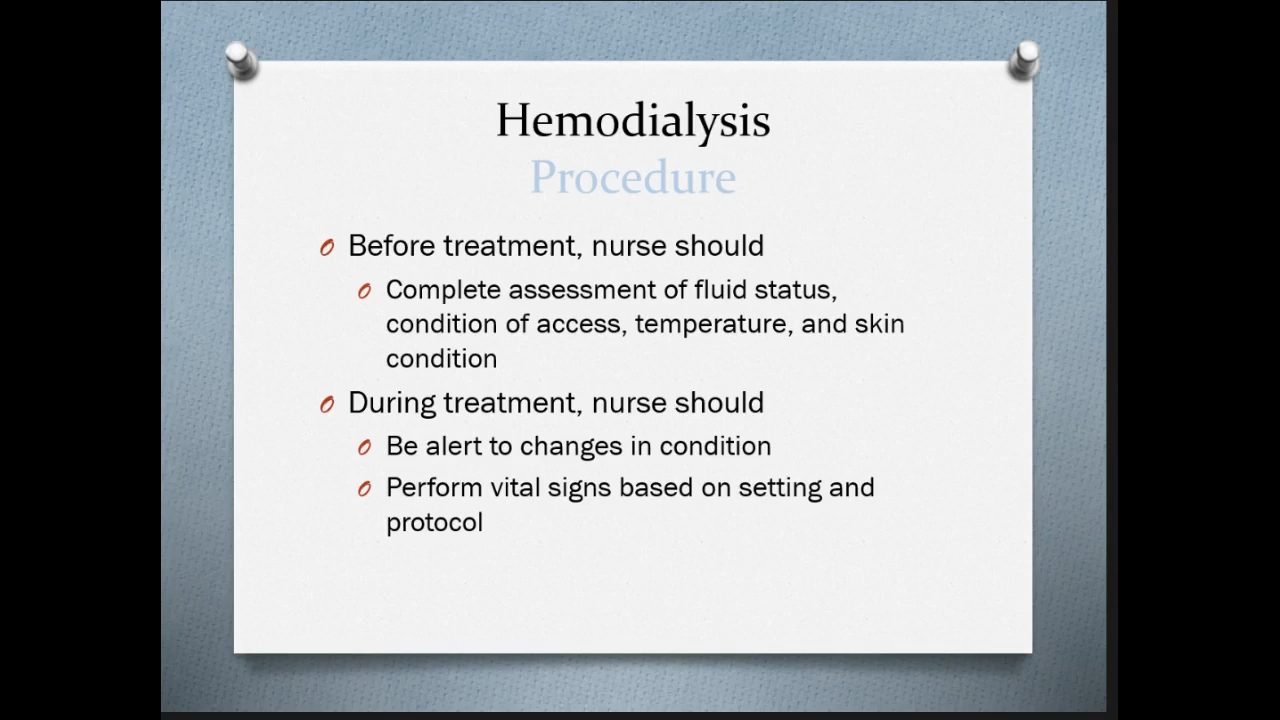 Hemodialysis
Procedure
Before treatment, nurse should
Complete assessment of fluid status,
condition of access, temperature, and skin
condition
During treatment, nurse should
Be alert to changes in condition
Perform vital signs based on setting and
protocol